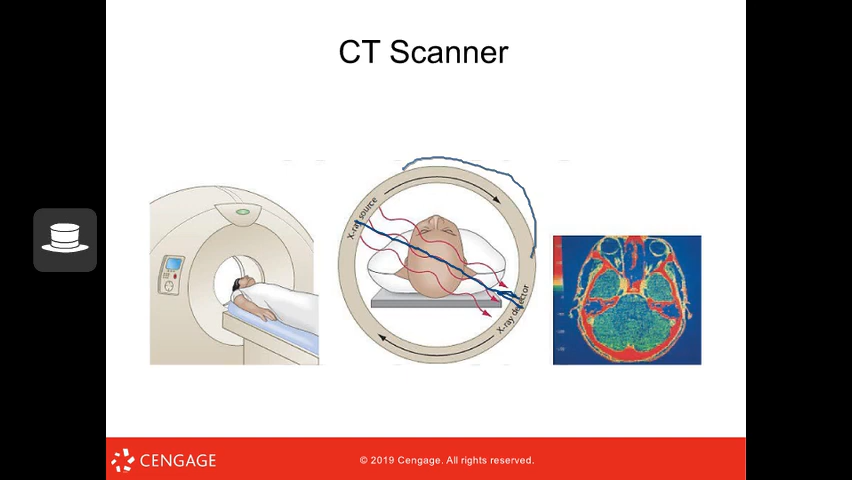 CT Scanner
X-ray source
X-ray detector
CENGAGE
© 2019 Cengage. All rights reserved.